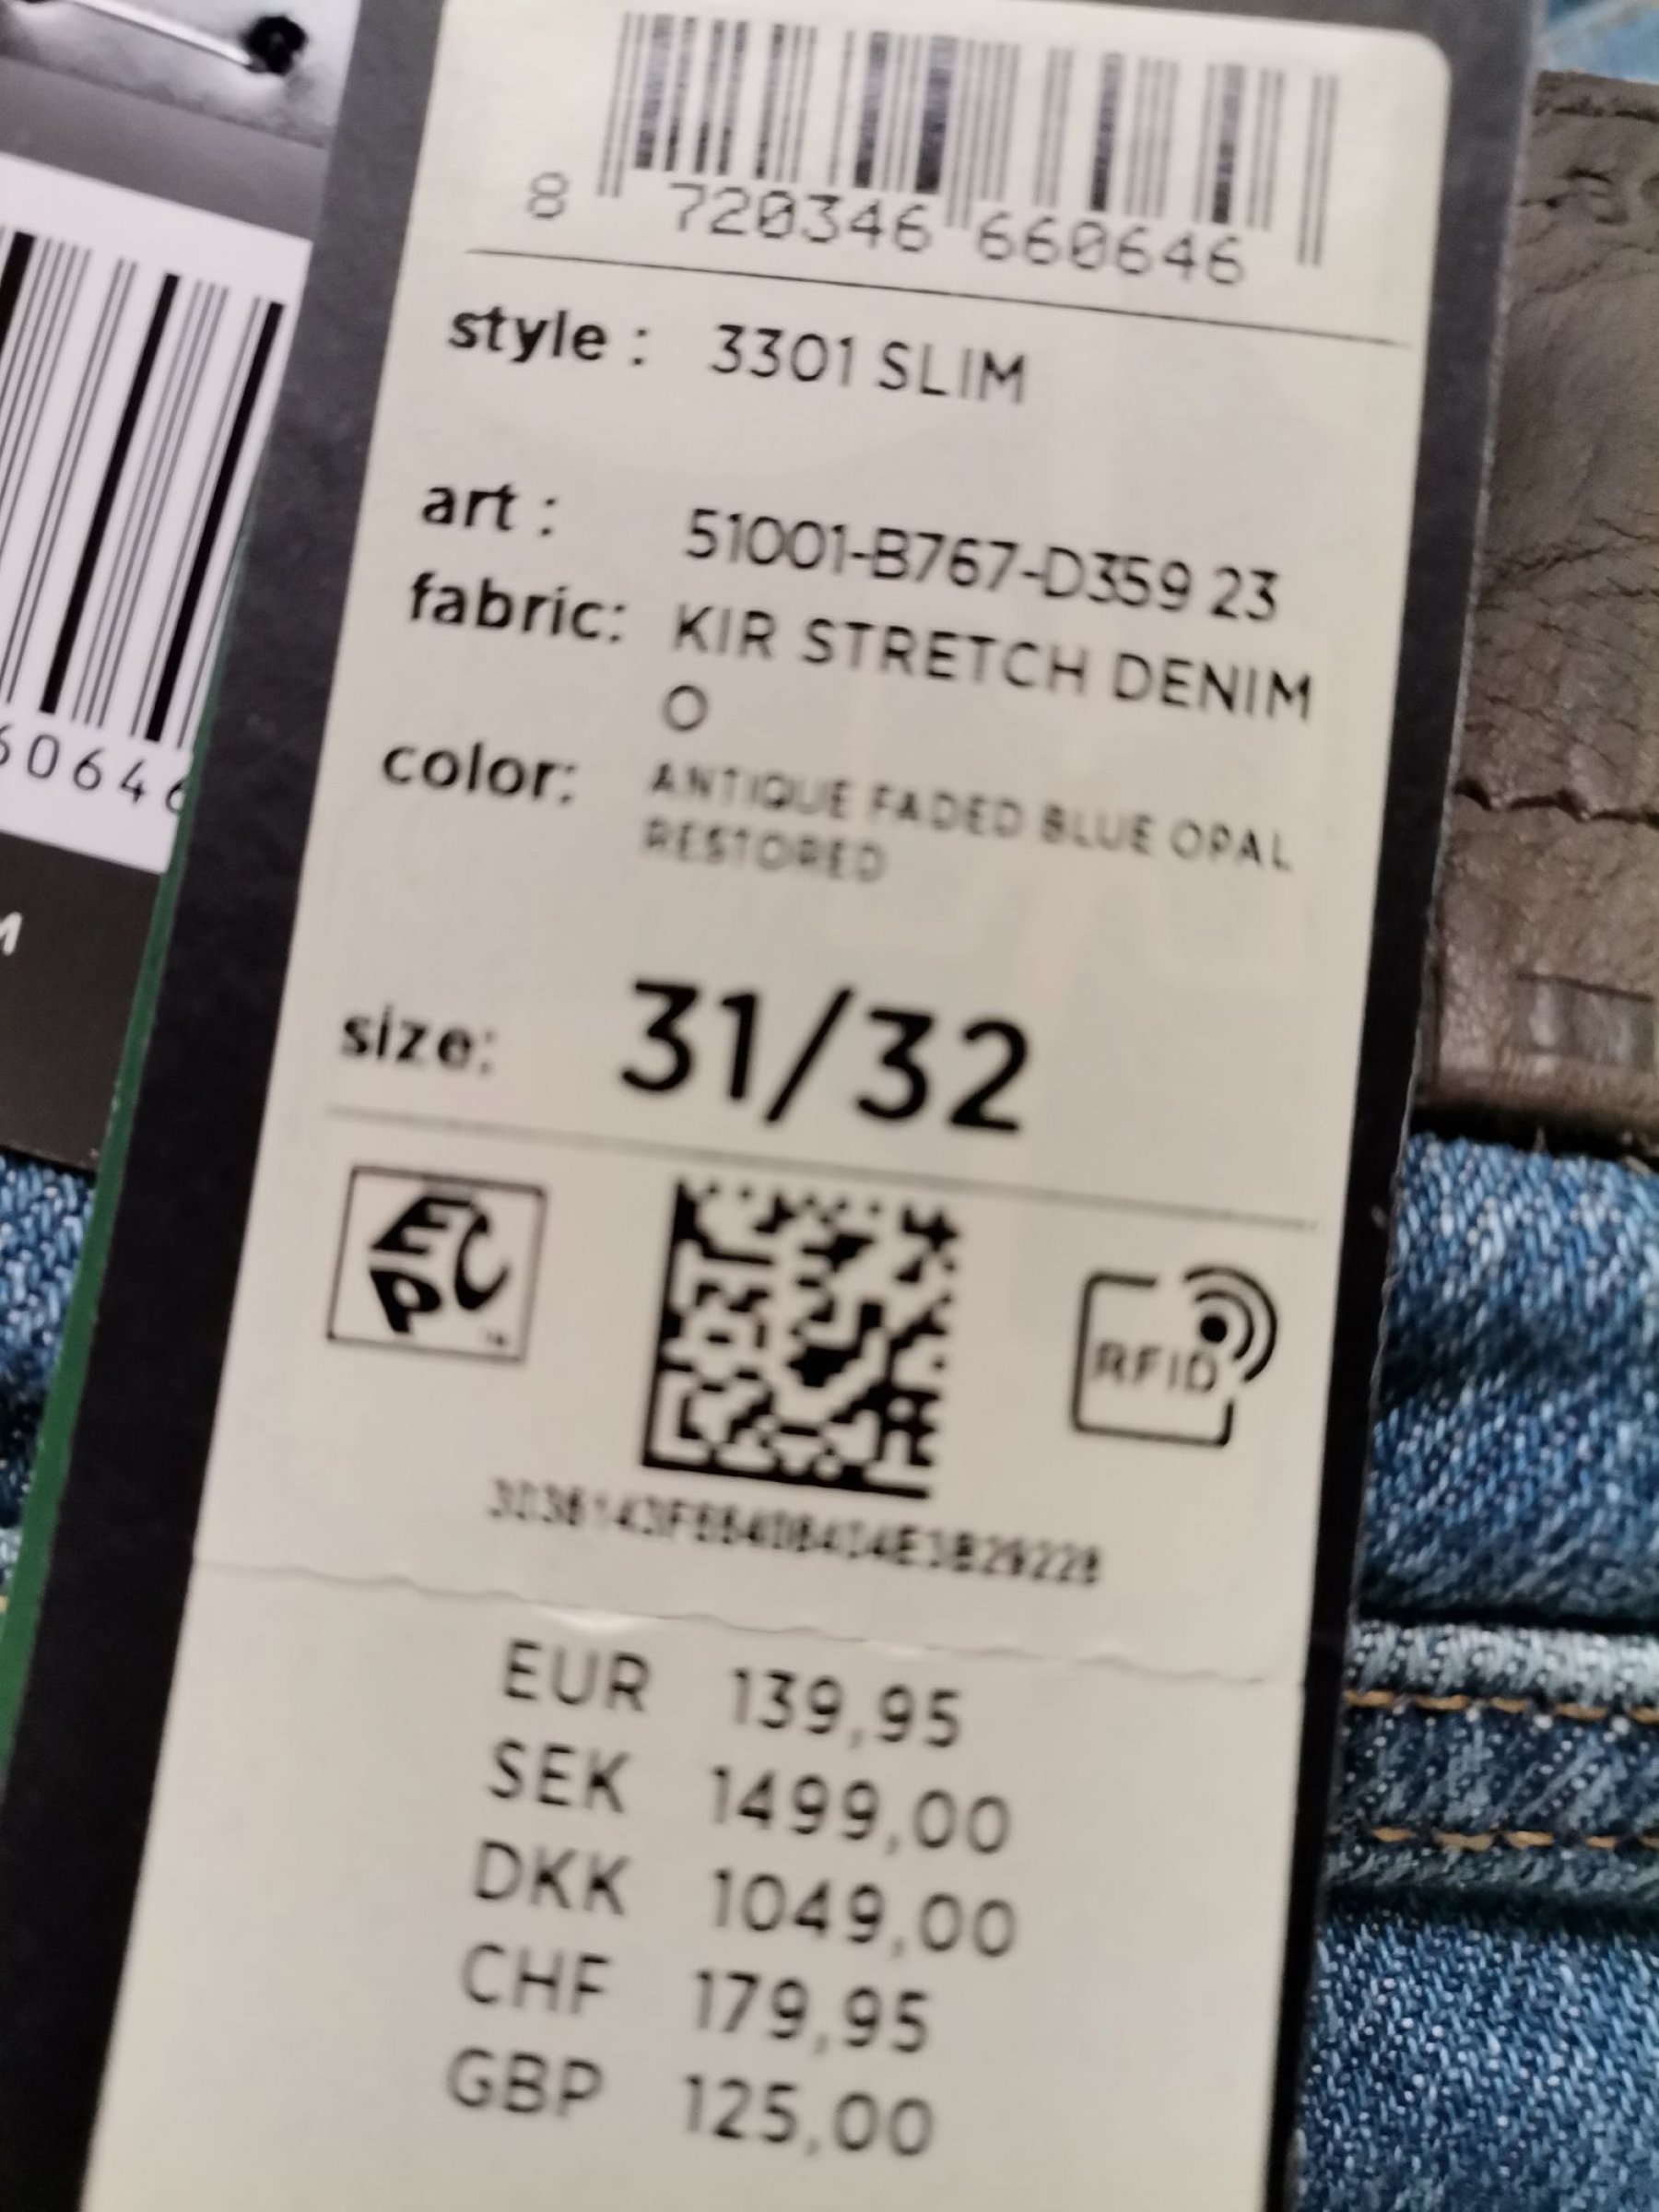 8 720346 660646
style : 3301 SLIM
art : 51001-B767-D359 23
fabric: KIR STRETCH DENIM
O
color: ANTIQUE FADED BLUE OPAL
RESTORED
size: 31/32
EPC
RFID
EUR 139,95
SEK 1499,00
DKK 1049,00
CHF 179,95
GBP 125,00
60646
M